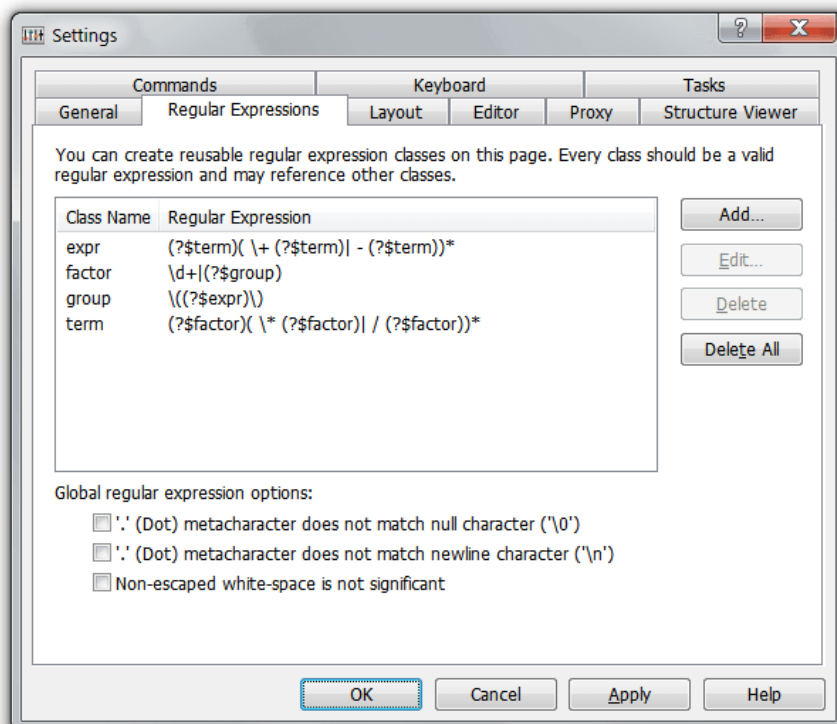 Settings
Commands Keyboard Tasks
General Regular Expressions Layout Editor Proxy Structure Viewer
You can create reusable regular expression classes on this page. Every class should be a valid
regular expression and may reference other classes.
Class Name Regular Expression
expr (?$term)( \+ (?$term)| - (?$term))*
factor \d+|(?$group)
group \((?$expr)\)
term (?$factor)( \* (?$factor)| / (?$factor))*
Add...
Edit...
Delete
Delete All
Global regular expression options:
'.' (Dot) metacharacter does not match null character ('\0')
'.' (Dot) metacharacter does not match newline character ('\n')
Non-escaped white-space is not significant
OK Cancel Apply Help